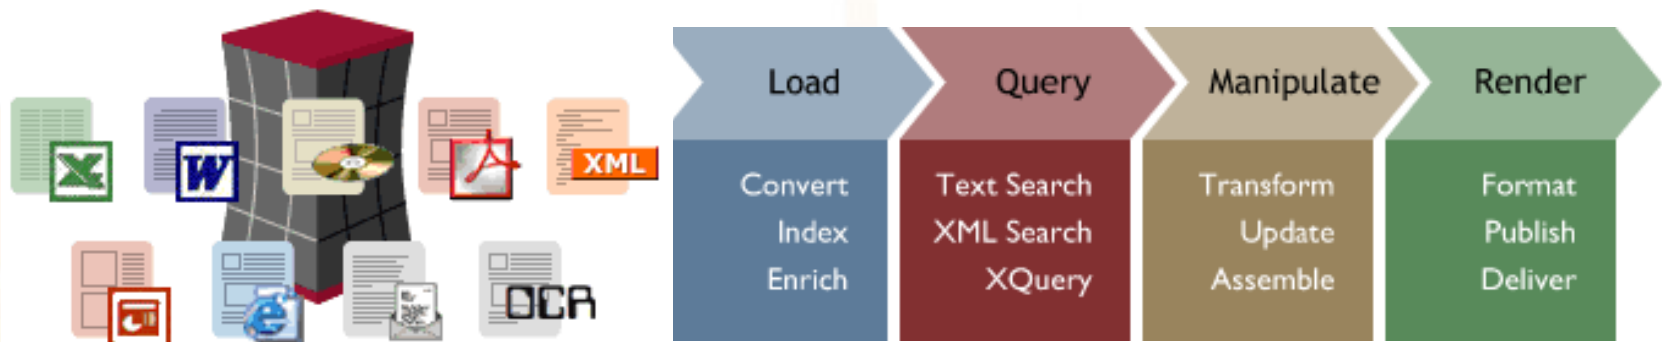 XML
OCR
Load
Query
Manipulate
Render
Convert
Index
Enrich
Text Search
XML Search
XQuery
Transform
Update
Assemble
Format
Publish
Deliver